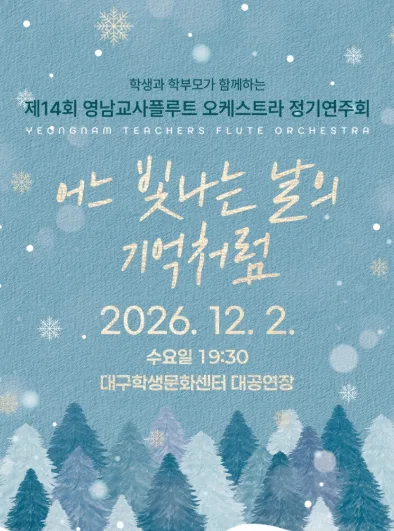 학생과 학부모가 함께하는
제14회 영남교사플루트 오케스트라 정기연주회
YEONGNAM TEACHERS FLUTE ORCHESTRA
어느 빛나는 날의
기억처럼
2026. 12. 2.
수요일 19:30
대구학생문화센터 대공연장